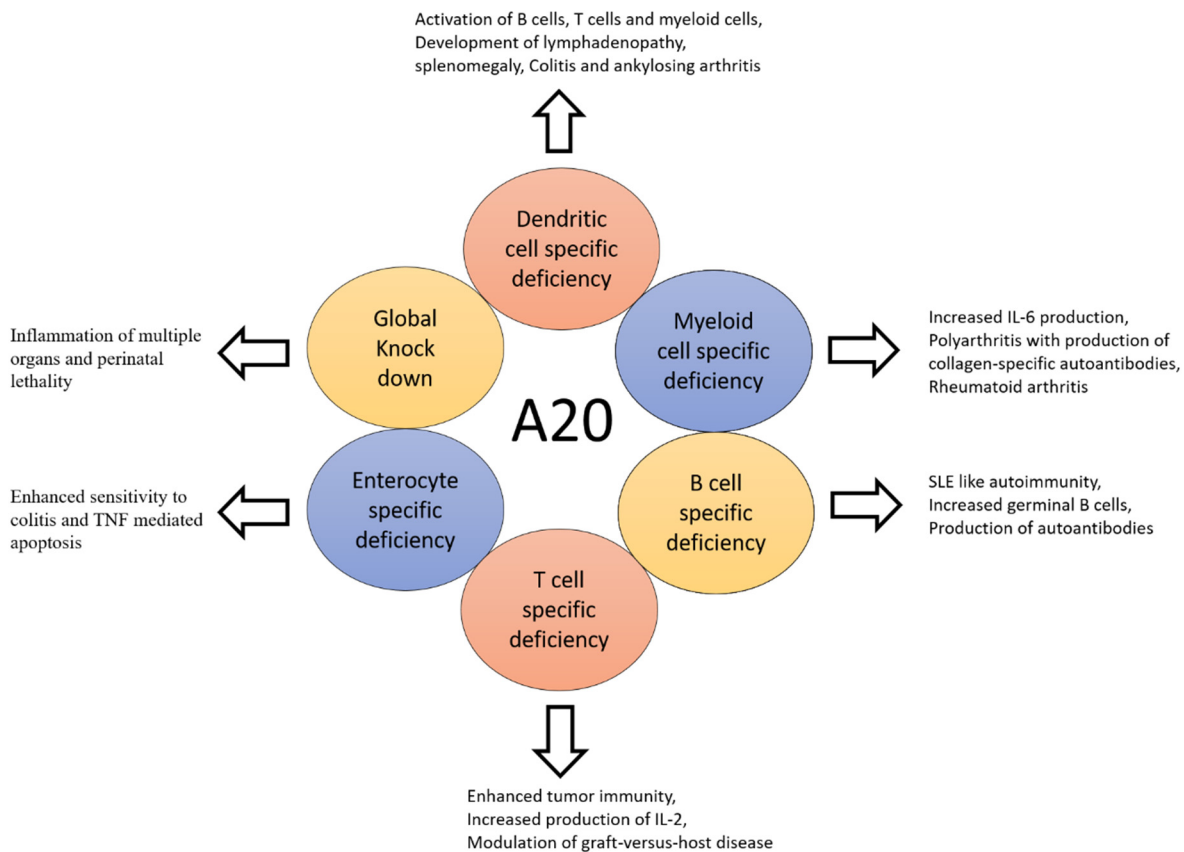 Activation of B cells, T cells and myeloid cells,
Development of lymphadenopathy,
splenomegaly, Colitis and ankylosing arthritis
Dendritic
cell specific
deficiency
Global
Knock
down
Myeloid
cell specific
deficiency
Inflammation of multiple
organs and perinatal
lethality
Increased IL-6 production,
Polyarthritis with production of
collagen-specific autoantibodies,
Rheumatoid arthritis
A20
Enterocyte
specific
deficiency
B cell
specific
deficiency
Enhanced sensitivity to
colitis and TNF mediated
apoptosis
SLE like autoimmunity,
Increased germinal B cells,
Production of autoantibodies
T cell
specific
deficiency
Enhanced tumor immunity,
Increased production of IL-2,
Modulation of graft-versus-host disease